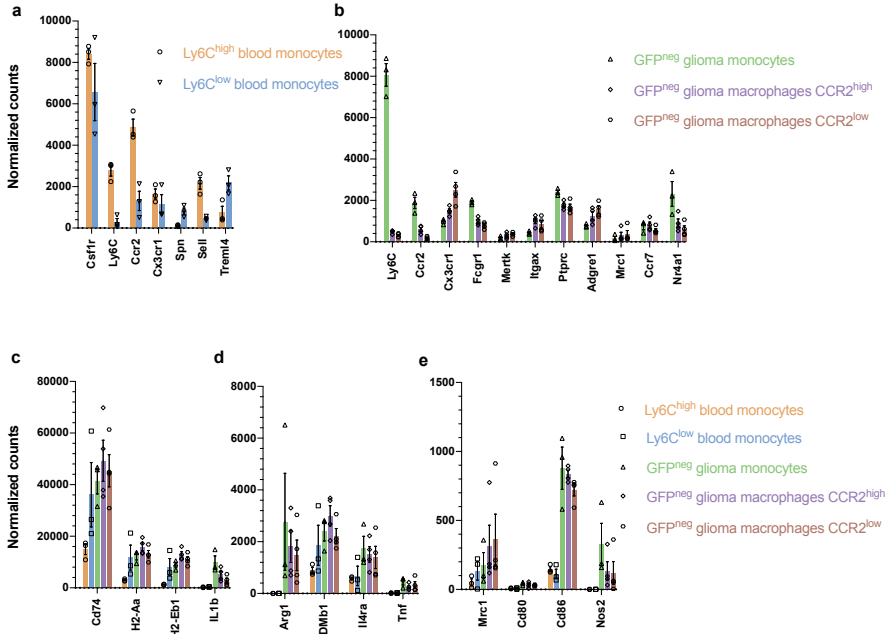 a
Normalized counts
10000
8000
6000
4000
2000
0
Csf1r
Ly6C
Ccr2
Cx3cr1
Spn
Sell
Treml4
Ly6Chigh blood monocytes
Ly6Clow blood monocytes
b
10000
8000
6000
4000
2000
0
Ly6C
Ccr2
Cx3cr1
Fcgr1
Mertk
Itgax
Ptprc
Adgre1
Mrc1
Ccr7
Nr4a1
GFPneg glioma monocytes
GFPneg glioma macrophages CCR2high
GFPneg glioma macrophages CCR2low
c
Normalized counts
80000
60000
40000
20000
0
Cd74
H2-Aa
H2-Eb1
IL1b
d
8000
6000
4000
2000
0
Arg1
DMb1
Il4ra
Tnf
e
1500
1000
500
0
Mrc1
Cd80
Cd86
Nos2
Ly6Chigh blood monocytes
Ly6Clow blood monocytes
GFPneg glioma monocytes
GFPneg glioma macrophages CCR2high
GFPneg glioma macrophages CCR2low